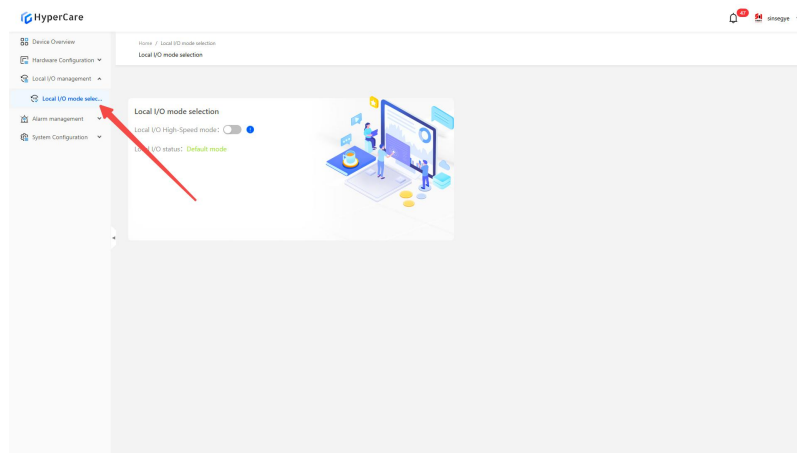 HyperCare
47
sinsegye
Device Overview
Hardware Configuration
Local I/O management
Local I/O mode selec...
Alarm management
System Configuration
Home / Local I/O mode selection
Local I/O mode selection
Local I/O mode selection
Local I/O High-Speed mode:
Local I/O status: Default mode